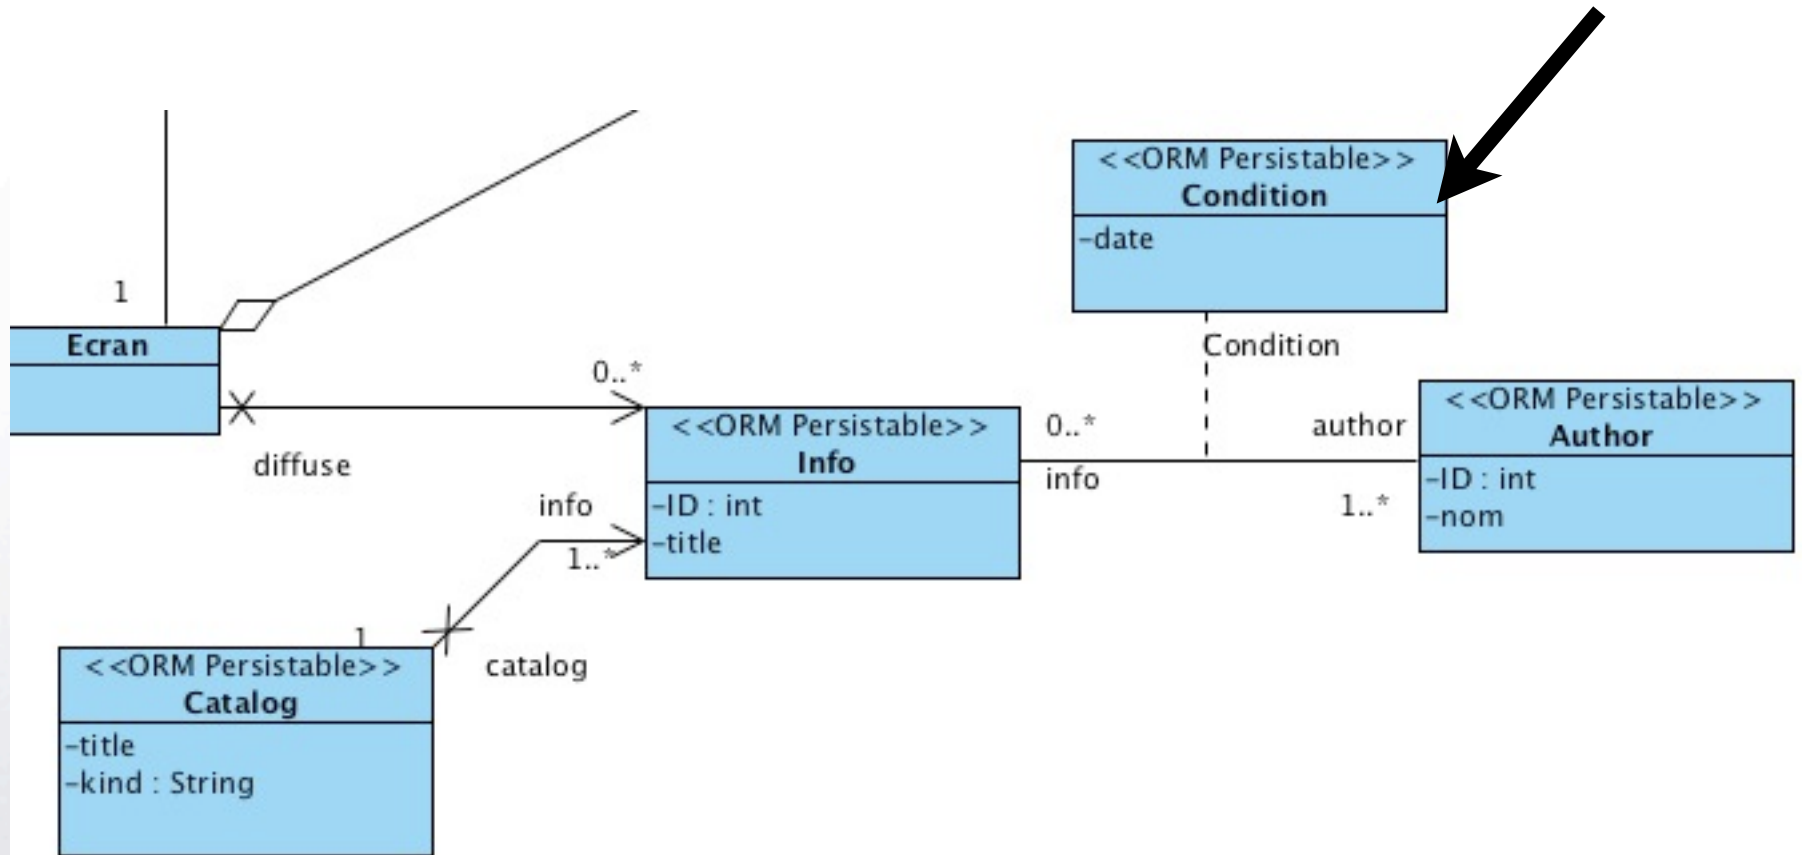 <<ORM Persistable>>
Condition
-date
1
Ecran
Condition
0..*
<<ORM Persistable>>
Info
-ID : int
-title
0..*
info
author
1..*
<<ORM Persistable>>
Author
-ID : int
-nom
diffuse
info
1..*
1
catalog
<<ORM Persistable>>
Catalog
-title
-kind : String